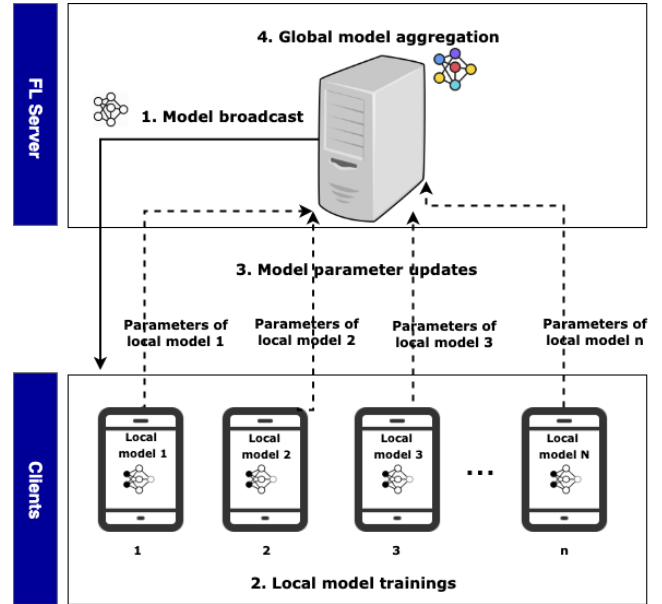 FL Server
4. Global model aggregation
1. Model broadcast
3. Model parameter updates
Parameters of
local model 1
Parameters of
local model 2
Parameters of
local model 3
Parameters of
local model n
Clients
Local
model 1
Local
model 2
Local
model 3
...
Local
model N
1
2
3
n
2. Local model trainings